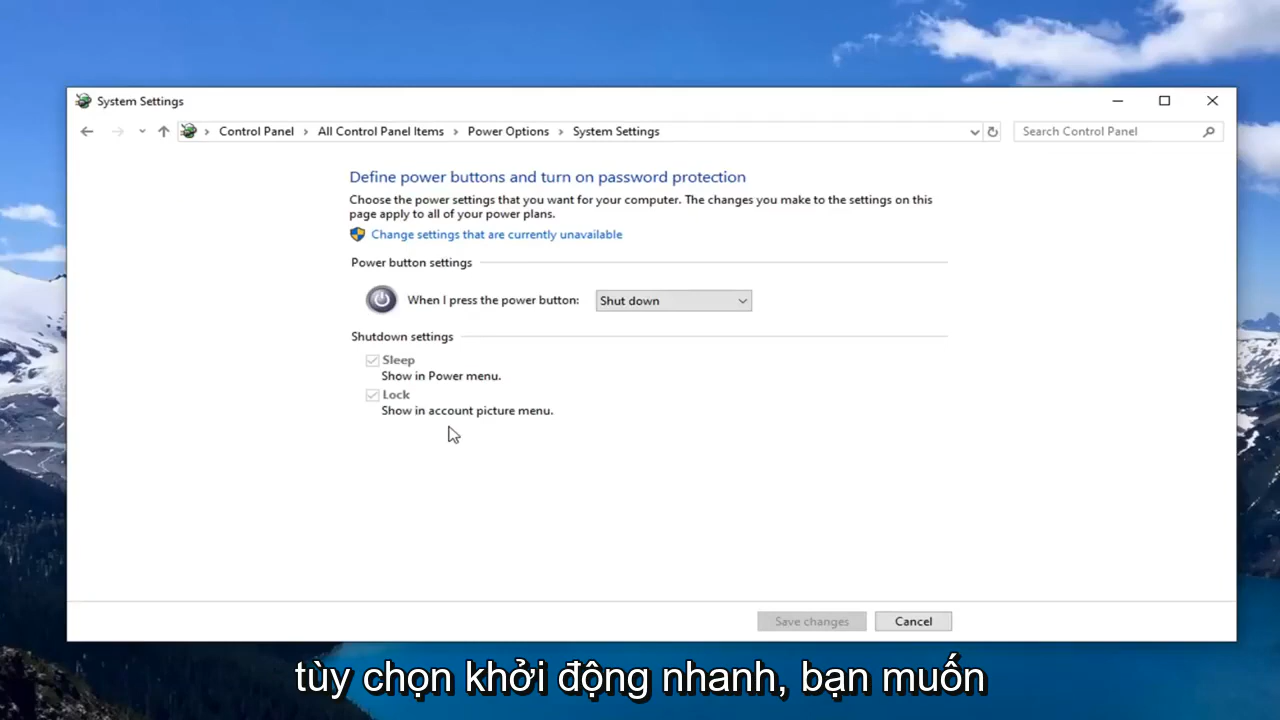 System Settings
Control Panel › All Control Panel Items › Power Options › System Settings
Search Control Panel
Define power buttons and turn on password protection
Choose the power settings that you want for your computer. The changes you make to the settings on this
page apply to all of your power plans.
Change settings that are currently unavailable
Power button settings
When I press the power button: Shut down
Shutdown settings
Sleep
Show in Power menu.
Lock
Show in account picture menu.
Save changes Cancel
tùy chọn khởi động nhanh, bạn muốn